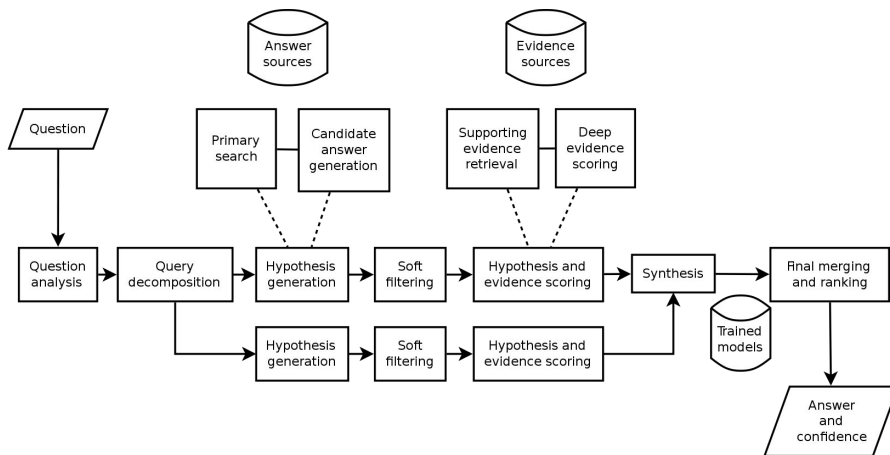 Answer
sources
Evidence
sources
Question
Primary
search
Candidate
answer
generation
Supporting
evidence
retrieval
Deep
evidence
scoring
Question
analysis
Query
decomposition
Hypothesis
generation
Soft
filtering
Hypothesis and
evidence scoring
Synthesis
Final merging
and ranking
Hypothesis
generation
Soft
filtering
Hypothesis and
evidence scoring
Trained
models
Answer
and
confidence